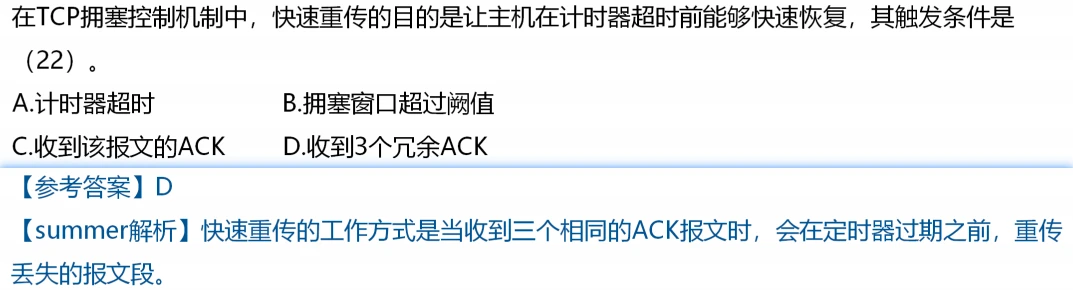 在TCP拥塞控制机制中，快速重传的目的是让主机在计时器超时前能够快速恢复，其触发条件是
（22）。
A.计时器超时 B.拥塞窗口超过阙值
C.收到该报文的ACK D.收到3个冗余ACK
【参考答案】D
【summer解析】快速重传的工作方式是当收到三个相同的ACK报文时，会在定时器过期之前，重传
丢失的报文段。